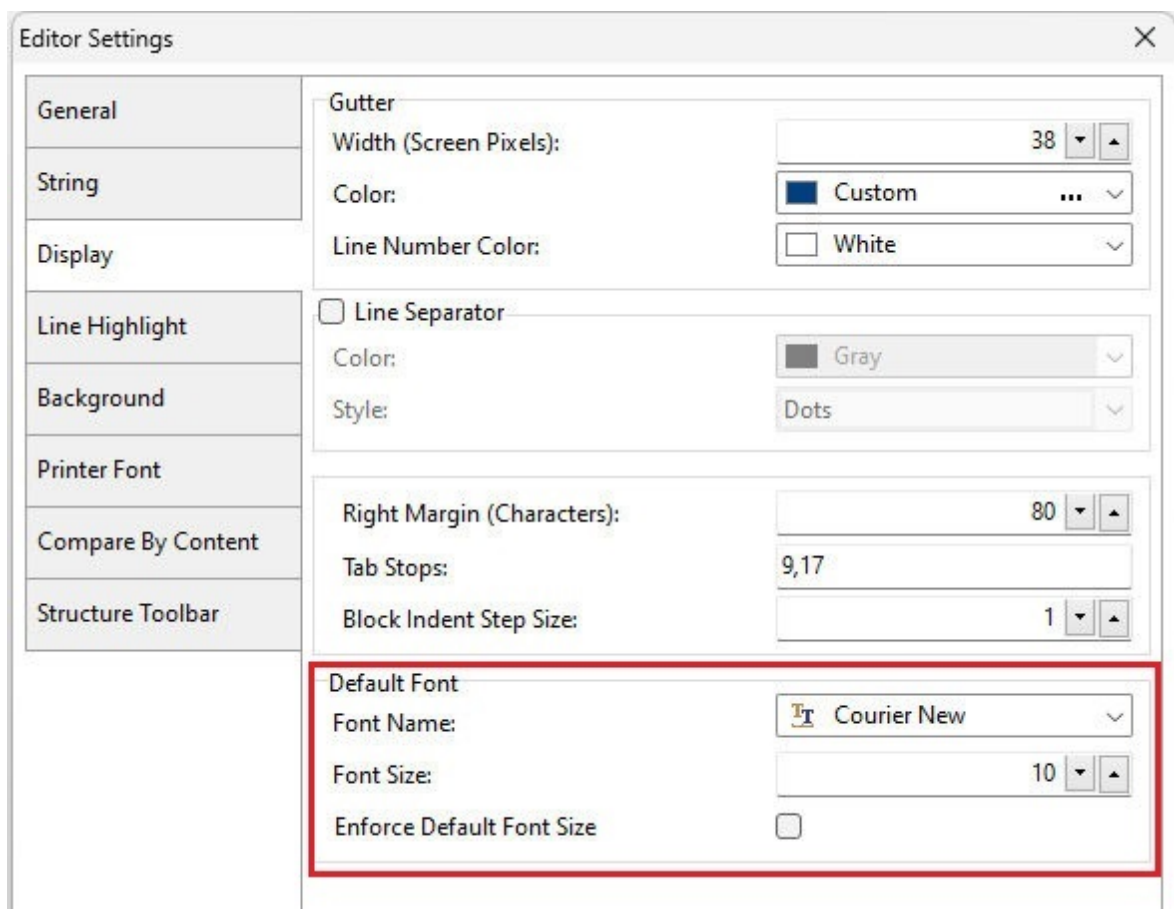 Editor Settings
General
String
Display
Line Highlight
Background
Printer Font
Compare By Content
Structure Toolbar
Gutter
Width (Screen Pixels): 38
Color: Custom ...
Line Number Color: White
Line Separator
Color: Gray
Style: Dots
Right Margin (Characters): 80
Tab Stops: 9,17
Block Indent Step Size: 1
Default Font
Font Name: Courier New
Font Size: 10
Enforce Default Font Size